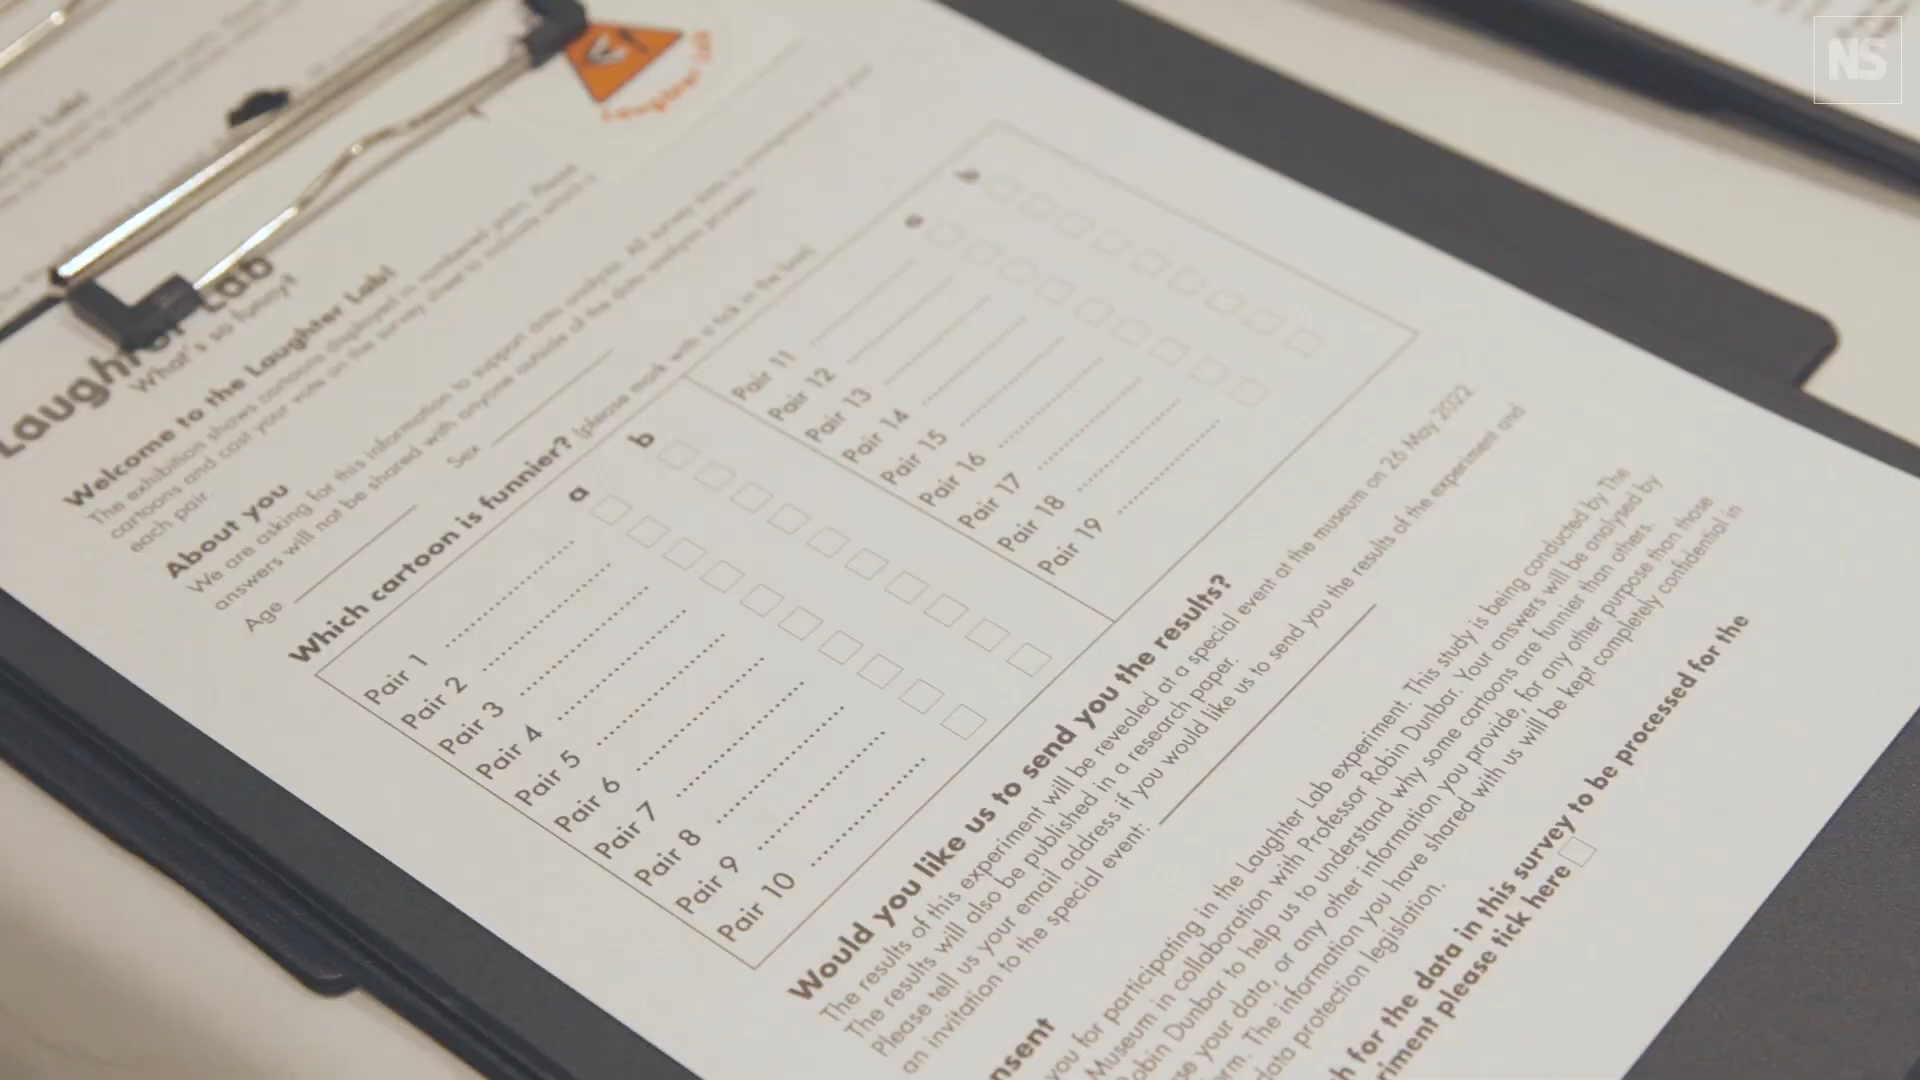 NS
Laughter Lab
What's so funny?
Welcome to the Laughter Lab!
The exhibition shows cartoons displayed in numbered pairs. Please
cartoons and cast your vote on the survey sheet to indicate which
each pair.
About you
We are asking for this information to support data analysis. All survey data is anonymous and your
answers will not be shared with anyone outside of the data analysis process.
Age Sex
Which cartoon is funnier? (please mark with a tick in the box)
a b
Pair 1
Pair 2
Pair 3
Pair 4
Pair 5
Pair 6
Pair 7
Pair 8
Pair 9
Pair 10
a b
Pair 11
Pair 12
Pair 13
Pair 14
Pair 15
Pair 16
Pair 17
Pair 18
Pair 19
Would you like us to send you the results?
The results of this experiment will be revealed at a special event at the museum on 26 May 2022.
The results will also be published in a research paper.
Please tell us your email address if you would like us to send you the results of the experiment and
an invitation to the special event:
you for participating in the Laughter Lab experiment. This study is being conducted by The
Museum in collaboration with Professor Robin Dunbar. Your answers will be analysed by
Robin Dunbar to help us to understand why some cartoons are funnier than others.
your data, or any other information you provide, for any other purpose than those
The information you have shared with us will be kept completely confidential in
data protection legislation.
for the data in this survey to be processed for the
please tick here